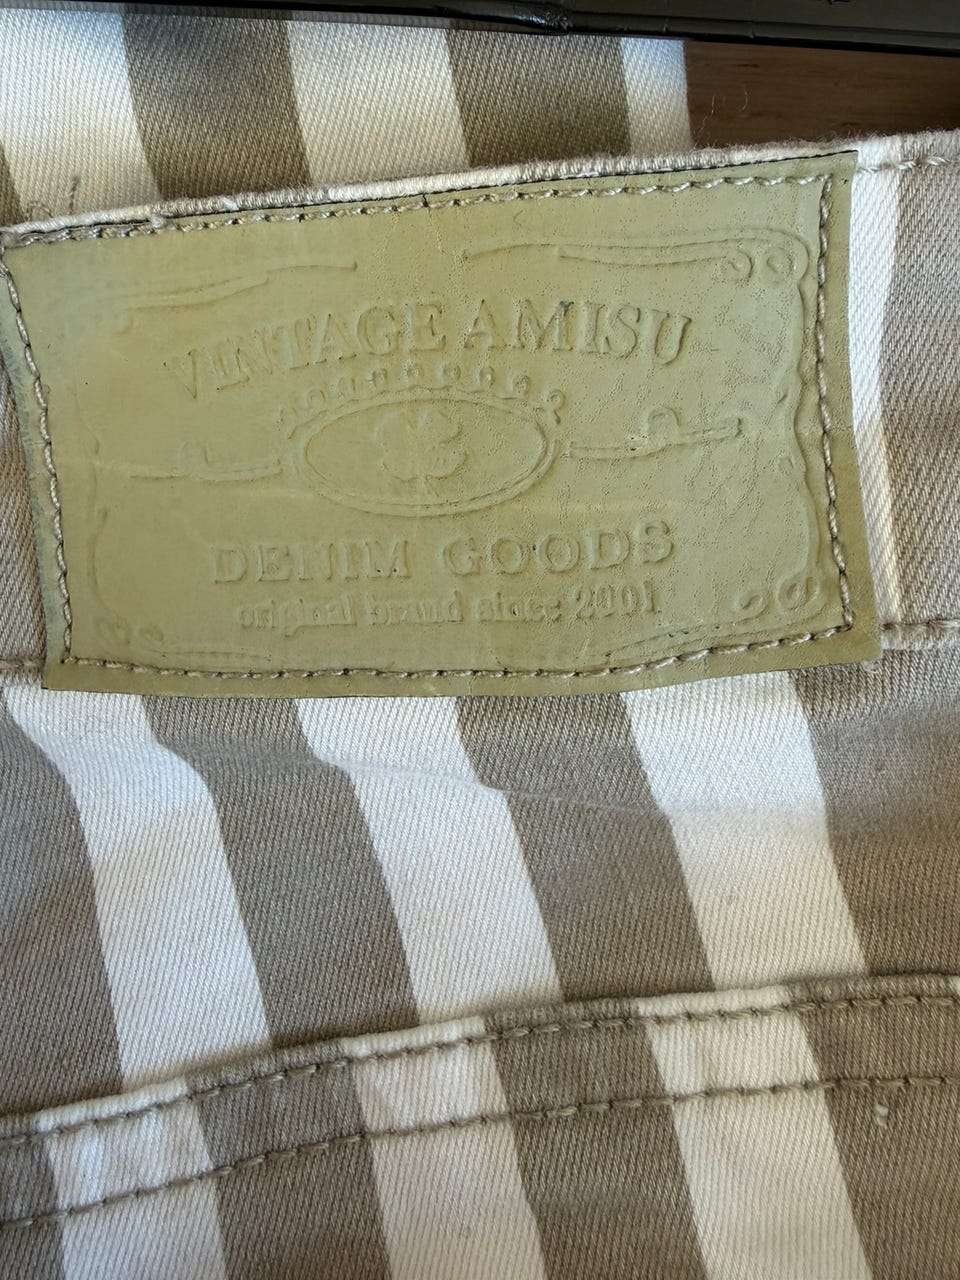 VINTAGE AMISU
DENIM GOODS
original brand since 2001